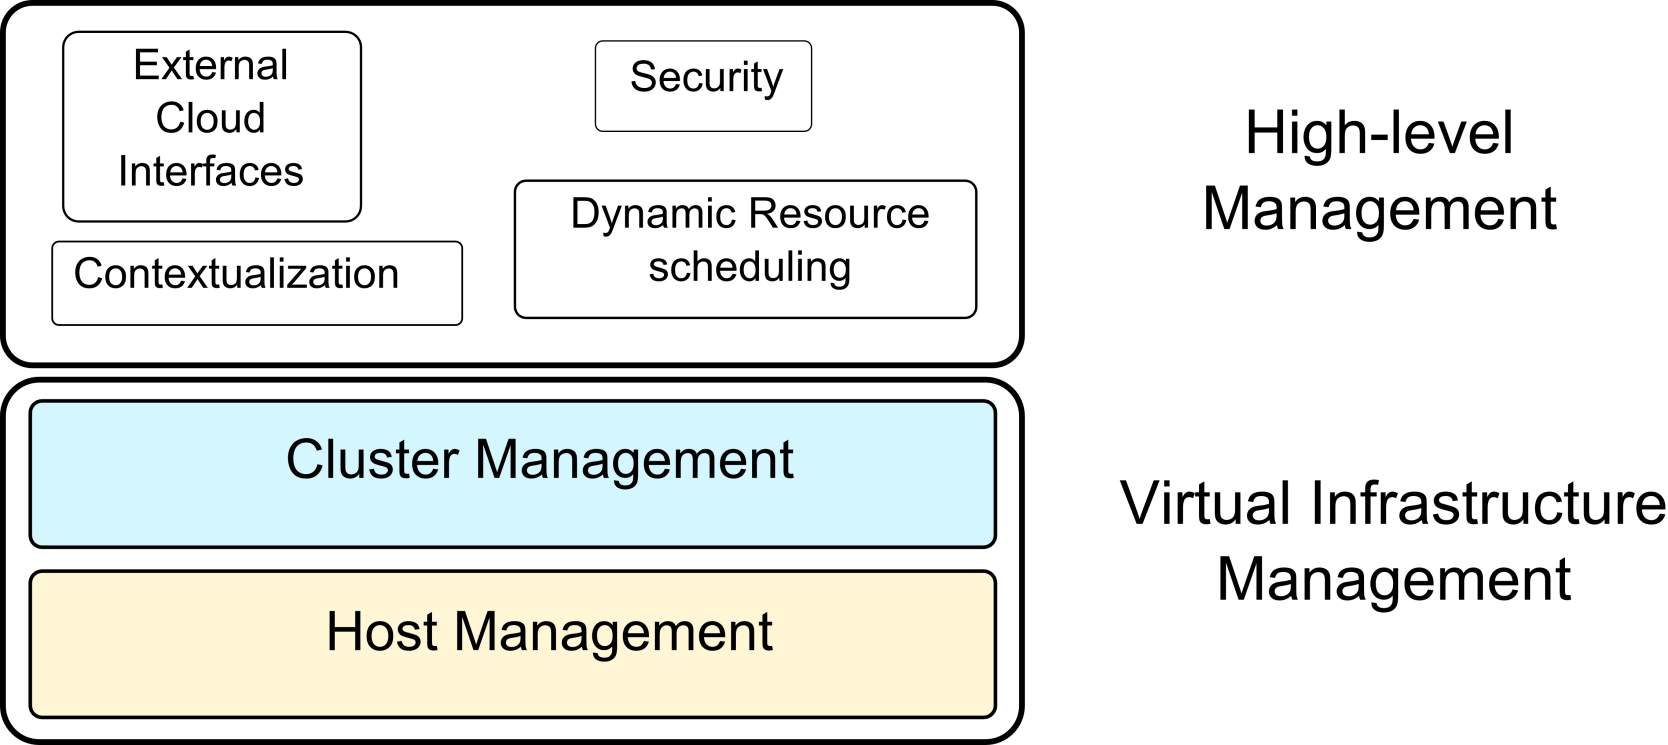 External
Cloud
Interfaces
Security
Dynamic Resource
scheduling
Contextualization
High-level
Management
Cluster Management
Host Management
Virtual Infrastructure
Management